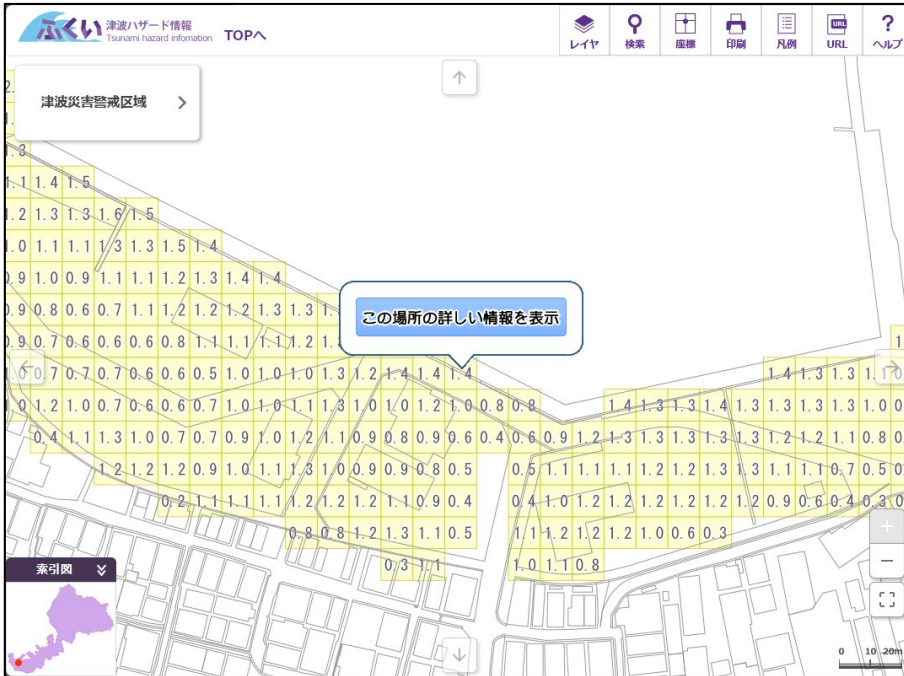 ふくい 津波ハザード情報
Tsunami hazard infomation
TOPへ
レイヤ 検索 座標 印刷 凡例 URL ヘルプ
津波災害警戒区域
1.3
1.1 1.4 1.5
1.2 1.3 1.3 1.6 1.5
1.0 1.1 1.1 1.3 1.3 1.5 1.4
0.9 1.0 0.9 1.1 1.1 1.2 1.3 1.4 1.4
0.9 0.8 0.6 0.7 1.1 1.2 1.2 1.2 1.3 1.3
この場所の詳しい情報を表示
0.9 0.7 0.6 0.6 0.6 0.8 1.1 1.1 1.1 1.2
0.7 0.7 0.7 0.6 0.6 0.5 1.0 1.0 1.0 1.3 1.2 1.4 1.4 1.4 1.4 1.3 1.3
1.2 1.0 0.7 0.6 0.6 0.7 1.0 1.0 1.1 1.3 1.0 1.2 1.0 0.8 0.8 1.4 1.3 1.3 1.4 1.3 1.3 1.3 1.3 1.0
0.4 1.1 1.3 1.0 0.7 0.7 0.9 1.0 1.2 1.1 0.9 0.8 0.9 0.6 0.4 0.6 0.9 1.2 1.3 1.3 1.3 1.3 1.3 1.2 1.2 1.1 0.8
1.2 1.2 1.2 0.9 1.0 1.1 1.3 1.0 0.9 0.9 0.8 0.5 0.5 1.1 1.1 1.1 1.2 1.2 1.3 1.3 1.1 1.1 0.7 0.5
0.2 1.1 1.1 1.1 1.2 1.2 1.2 1.1 0.9 0.4 0.4 1.0 1.2 1.2 1.2 1.2 1.2 1.2 0.9 0.6 0.4 0.3
0.8 0.8 1.2 1.3 1.1 0.5 1.1 1.2 1.2 1.2 1.0 0.6 0.3
0.3 1.1 1.0 1.1 0.8
索引図
0 10 20m